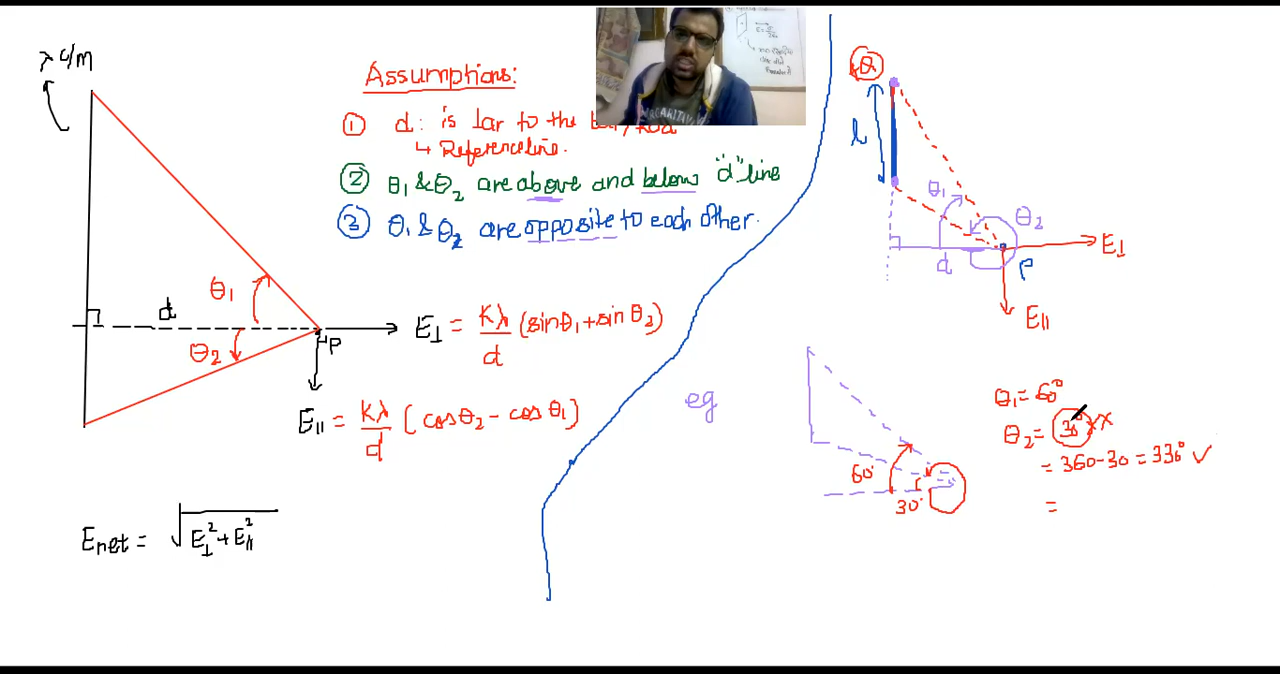 λ C/m
Assumptions:
① d: is ⊥ar to the
↳ Reference line.
② θ₁ & θ₂ are above and below "d" line
③ θ₁ & θ₂ are opposite to each other.
θ₁
d
θ₂
P
E⊥ = Kλ/d (sinθ₁ + sinθ₂)
E∥ = Kλ/d [cosθ₂ - cosθ₁)
Enet = √E⊥² + E∥²
Q
l
θ₁
θ₂
d
P
E⊥
E∥
eg
60°
30°
θ₁ = 60°
θ₂ = 30° xx
= 360-30 = 330° ✓
=